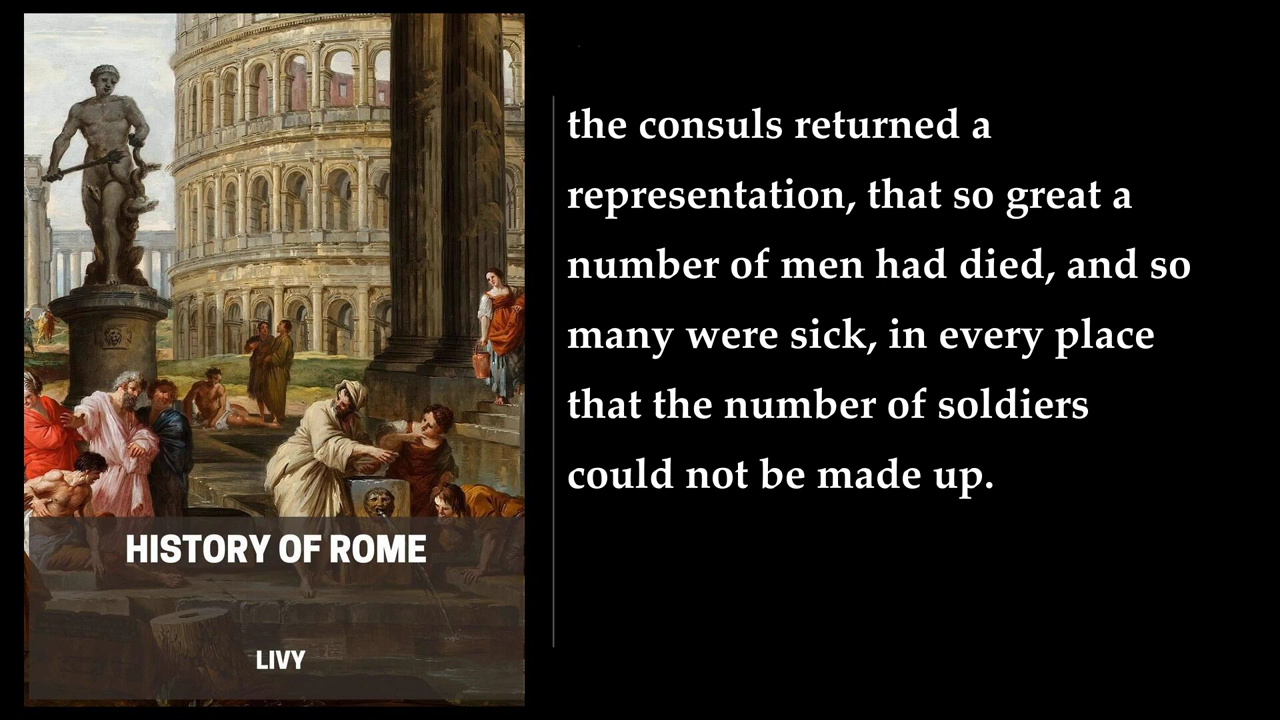 the consuls returned a
representation, that so great a
number of men had died, and so
many were sick, in every place
that the number of soldiers
could not be made up.
HISTORY OF ROME
LIVY